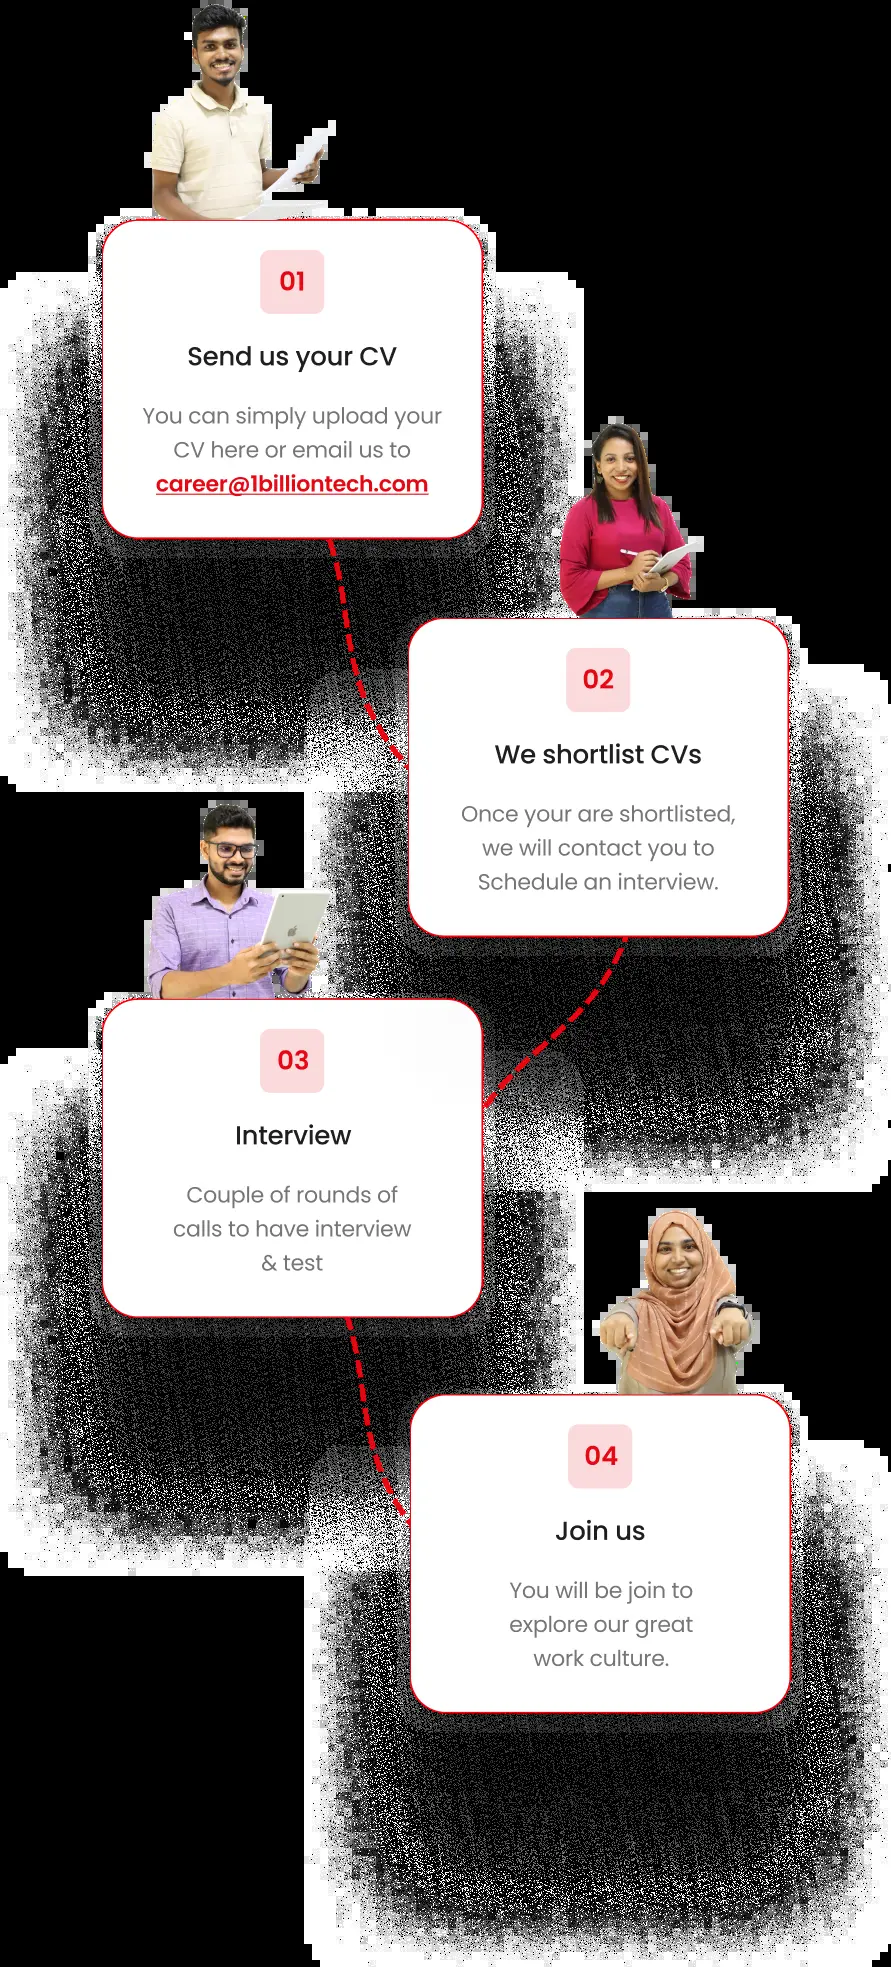 01
Send us your CV
You can simply upload your
CV here or email us to
career@1billiontech.com
02
We shortlist CVs
Once your are shortlisted,
we will contact you to
Schedule an interview.
03
Interview
Couple of rounds of
calls to have interview
& test
04
Join us
You will be join to
explore our great
work culture.